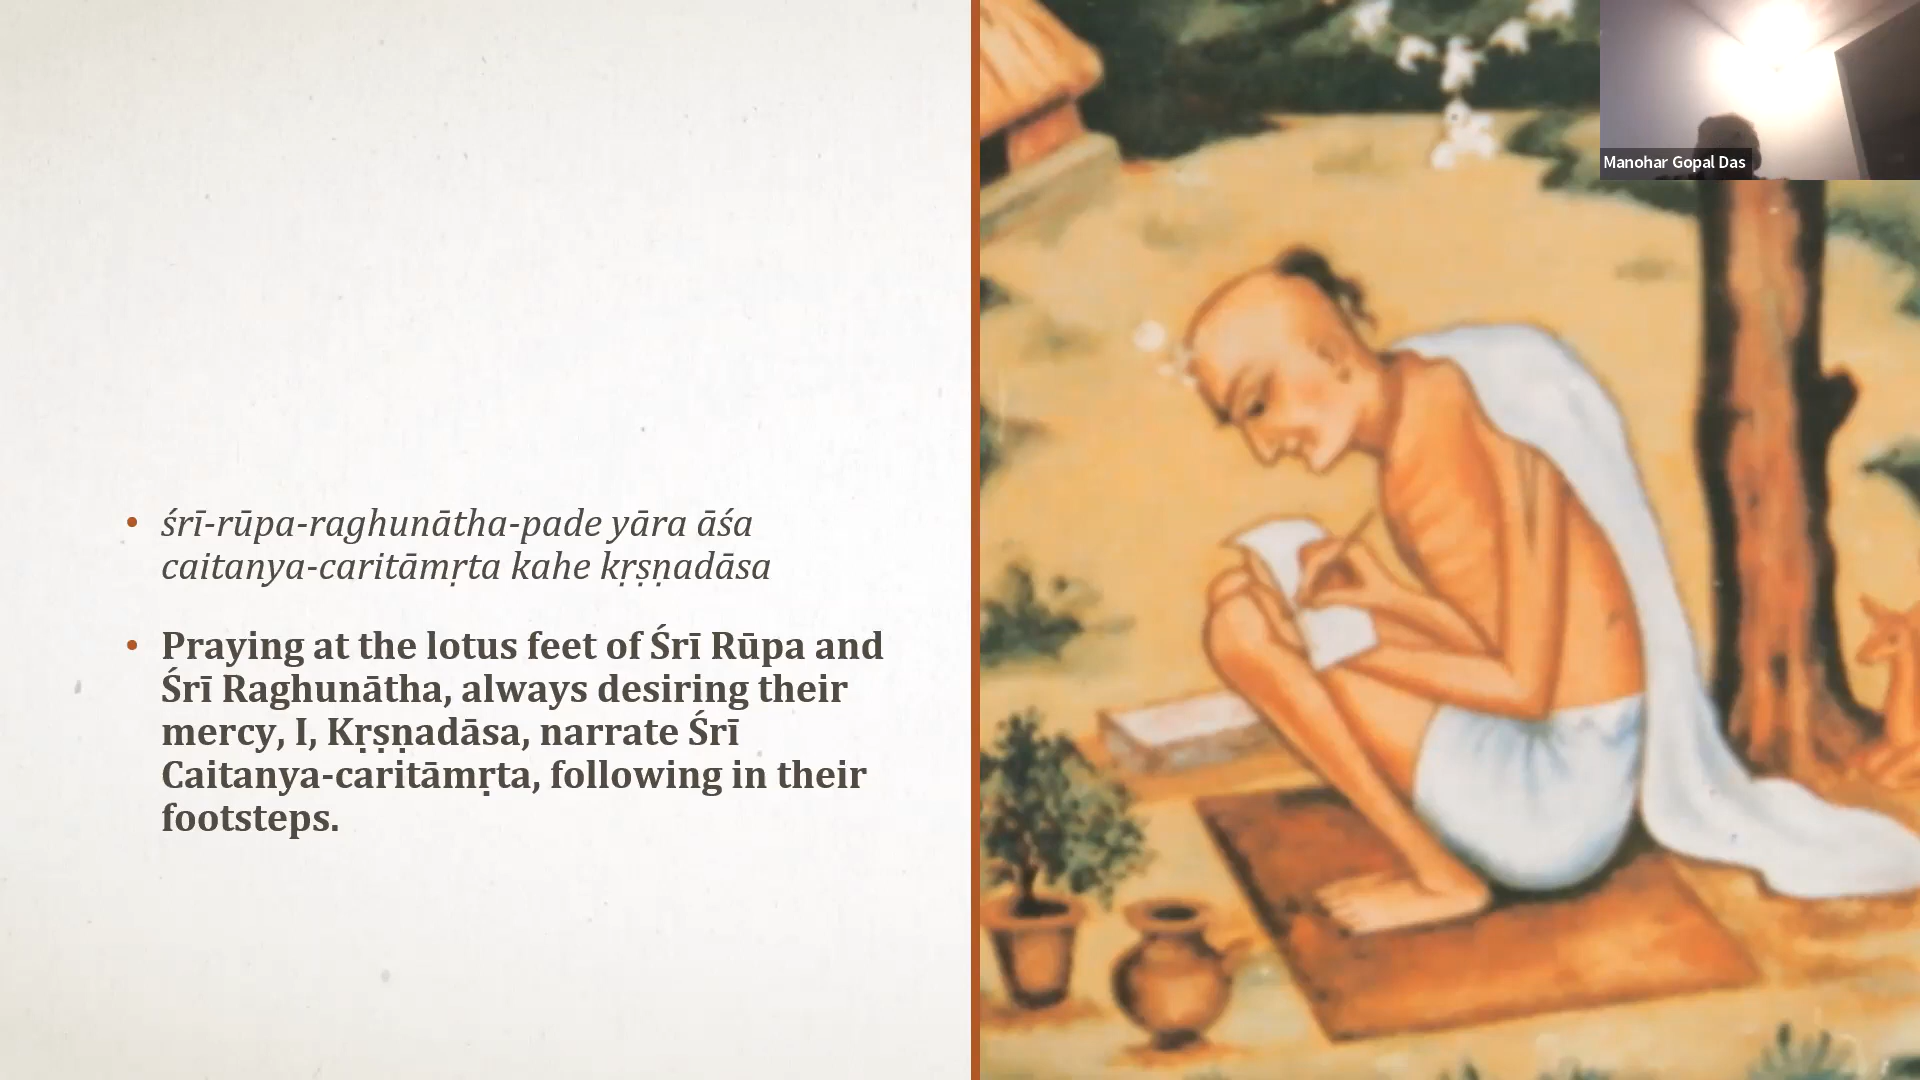 Manohar Gopal Das
• śrī-rūpa-raghunātha-pade yāra āśa
caitanya-caritāmṛta kahe kṛṣṇadāsa
• Praying at the lotus feet of Śrī Rūpa and
Śrī Raghunātha, always desiring their
mercy, I, Kṛṣṇadāsa, narrate Śrī
Caitanya-caritāmṛta, following in their
footsteps.